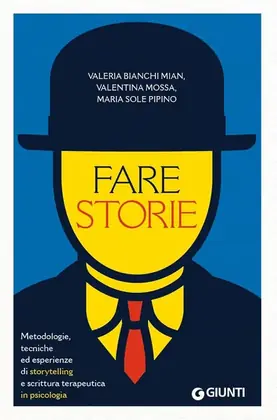 VALERIA BIANCHI MIAN,
VALENTINA MOSSA,
MARIA SOLE PIPINO
FARE
STORIE
Metodologie,
tecniche
ed esperienze
di storytelling
e scrittura terapeutica
in psicologia
GIUNTI